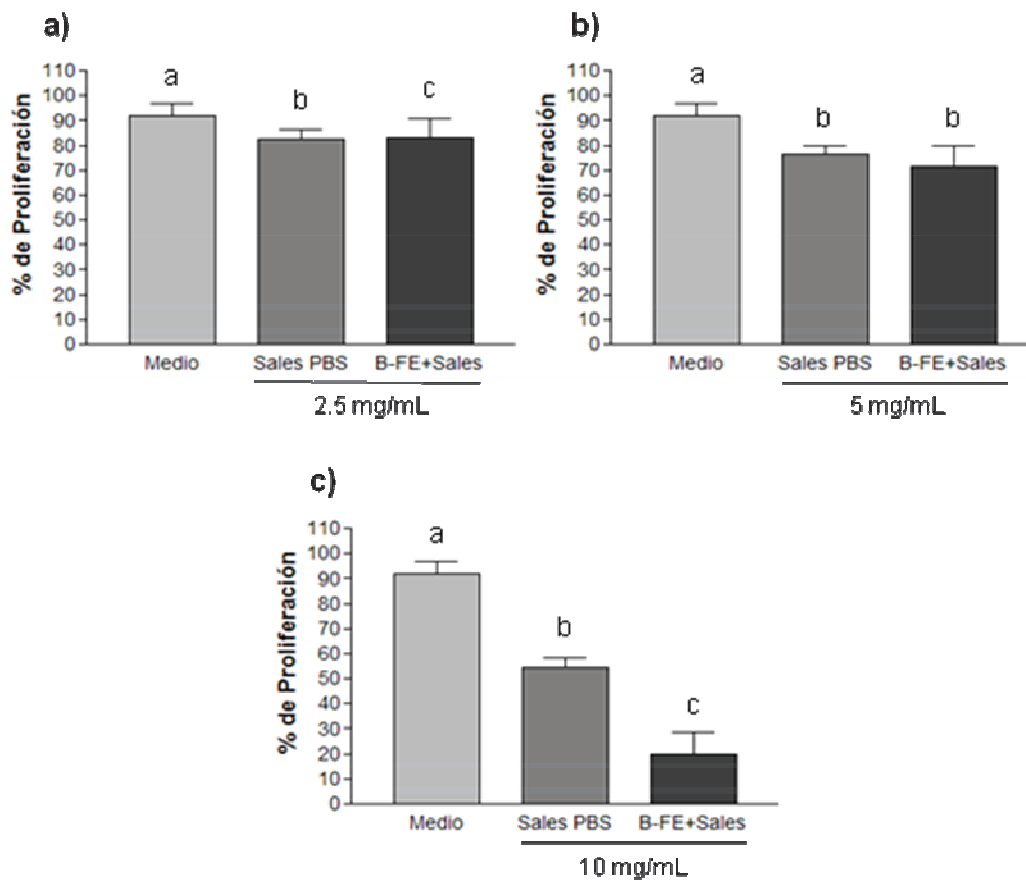 a)
% de Proliferación
110
100
90
80
70
60
50
40
30
20
10
0
a
b
c
Medio
Sales PBS
B-FE+Sales
2.5 mg/mL
b)
% de Proliferación
110
100
90
80
70
60
50
40
30
20
10
0
a
b
b
Medio
Sales PBS
B-FE+Sales
5 mg/mL
c)
% de Proliferación
110
100
90
80
70
60
50
40
30
20
10
0
a
b
c
Medio
Sales PBS
B-FE+Sales
10 mg/mL